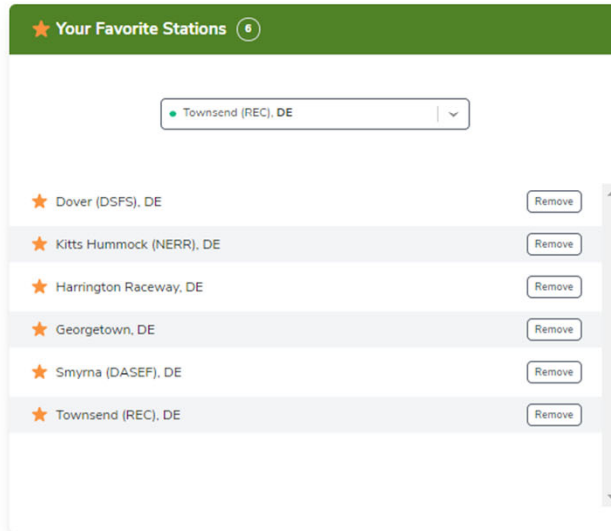 Your Favorite Stations 6
Townsend (REC), DE
Dover (DSFS), DE Remove
Kitts Hummock (NERR), DE Remove
Harrington Raceway, DE Remove
Georgetown, DE Remove
Smyrna (DASEF), DE Remove
Townsend (REC), DE Remove